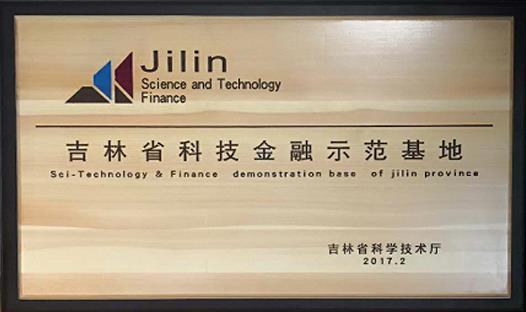 Jilin
Science and Technology
Finance
吉林省科技金融示范基地
Sci-Technology & Finance demonstration base of jilin province
吉林省科学技术厅
2017.2